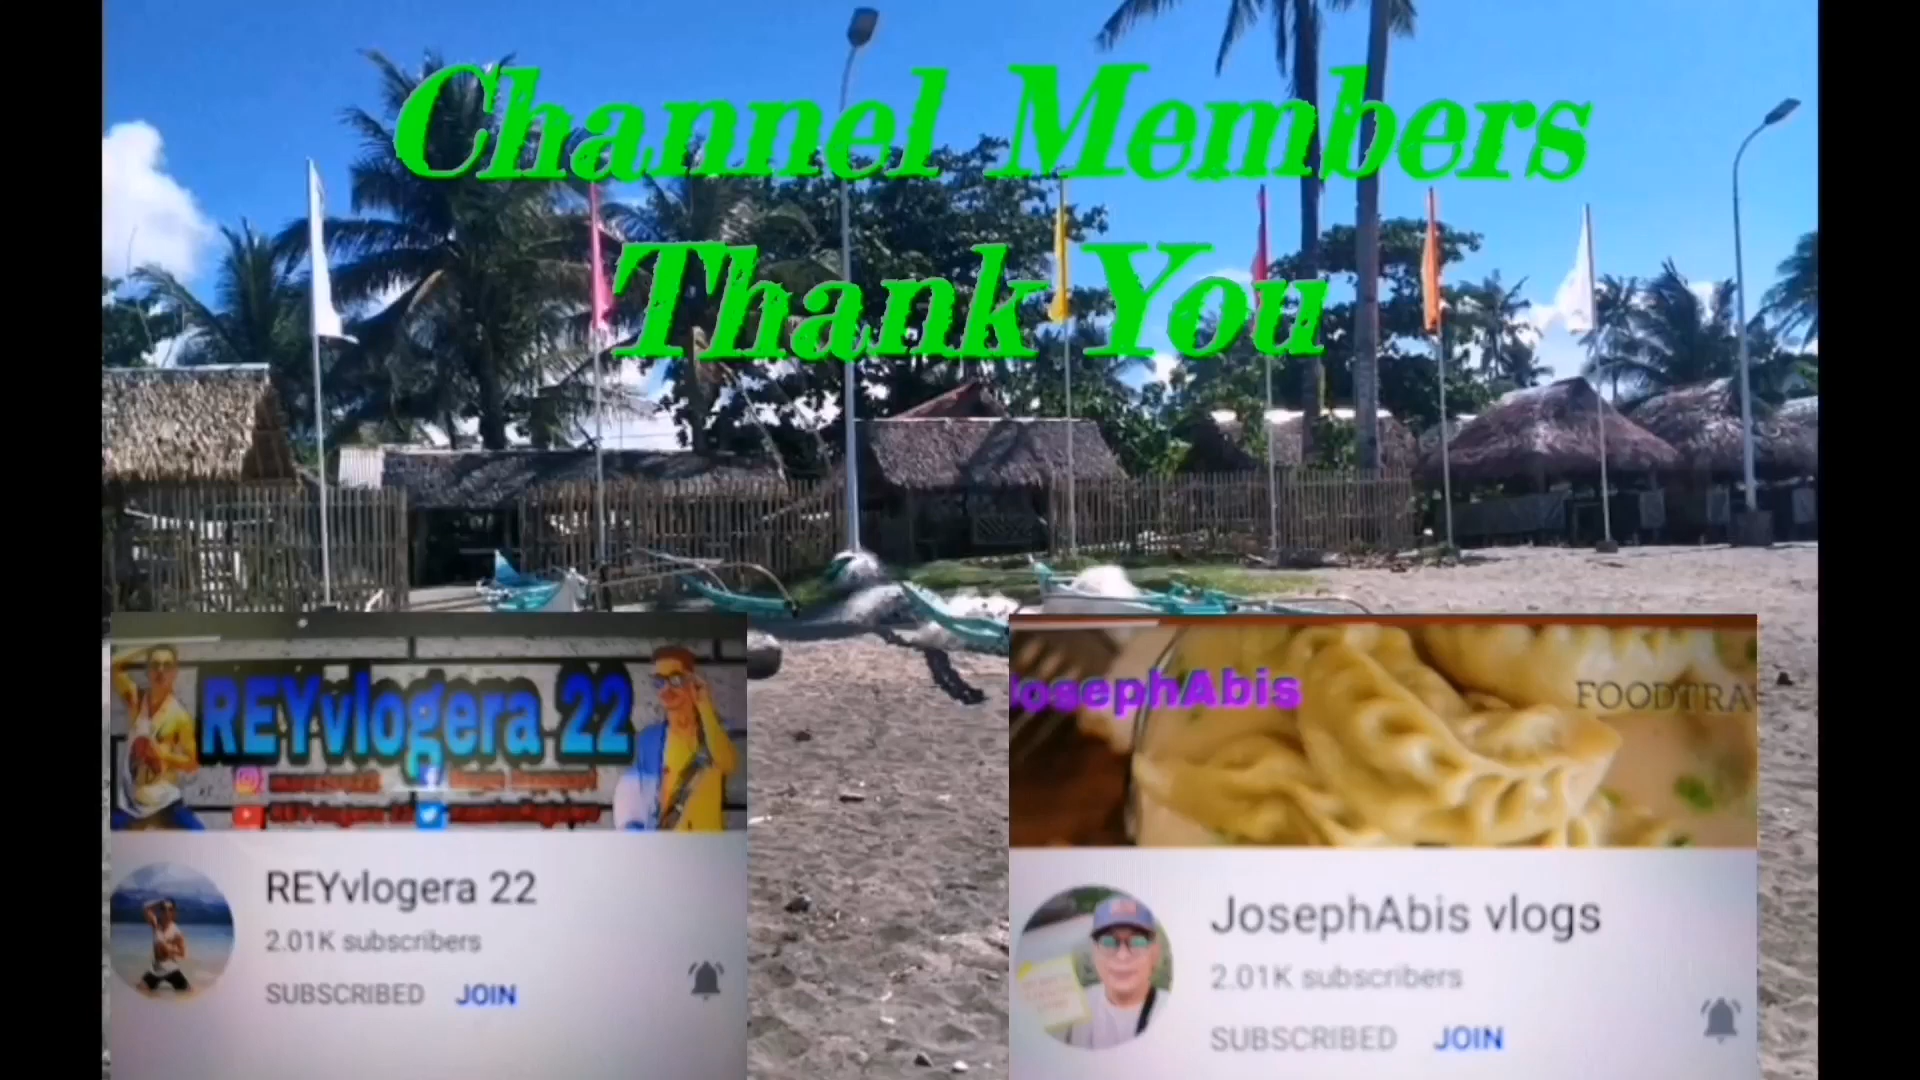 Channel Members
Thank You
REYvlogera 22
REYvlogera 22
2.01K subscribers
SUBSCRIBED JOIN
JosephAbis
FOODTRA
JosephAbis vlogs
2.01K subscribers
SUBSCRIBED JOIN